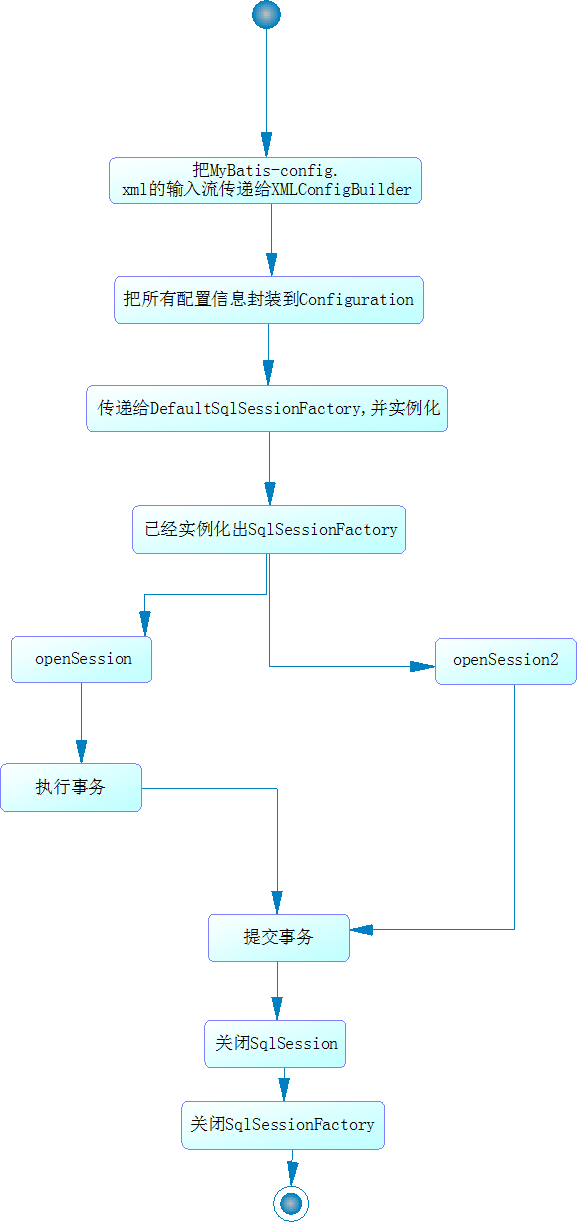 把MyBatis-config.
xml的输入流传递给XMLConfigBuilder
把所有配置信息封装到Configuration
传递给DefaultSqlSessionFactory,并实例化
已经实例化出SqlSessionFactory
openSession
openSession2
执行事务
提交事务
关闭SqlSession
关闭SqlSessionFactory